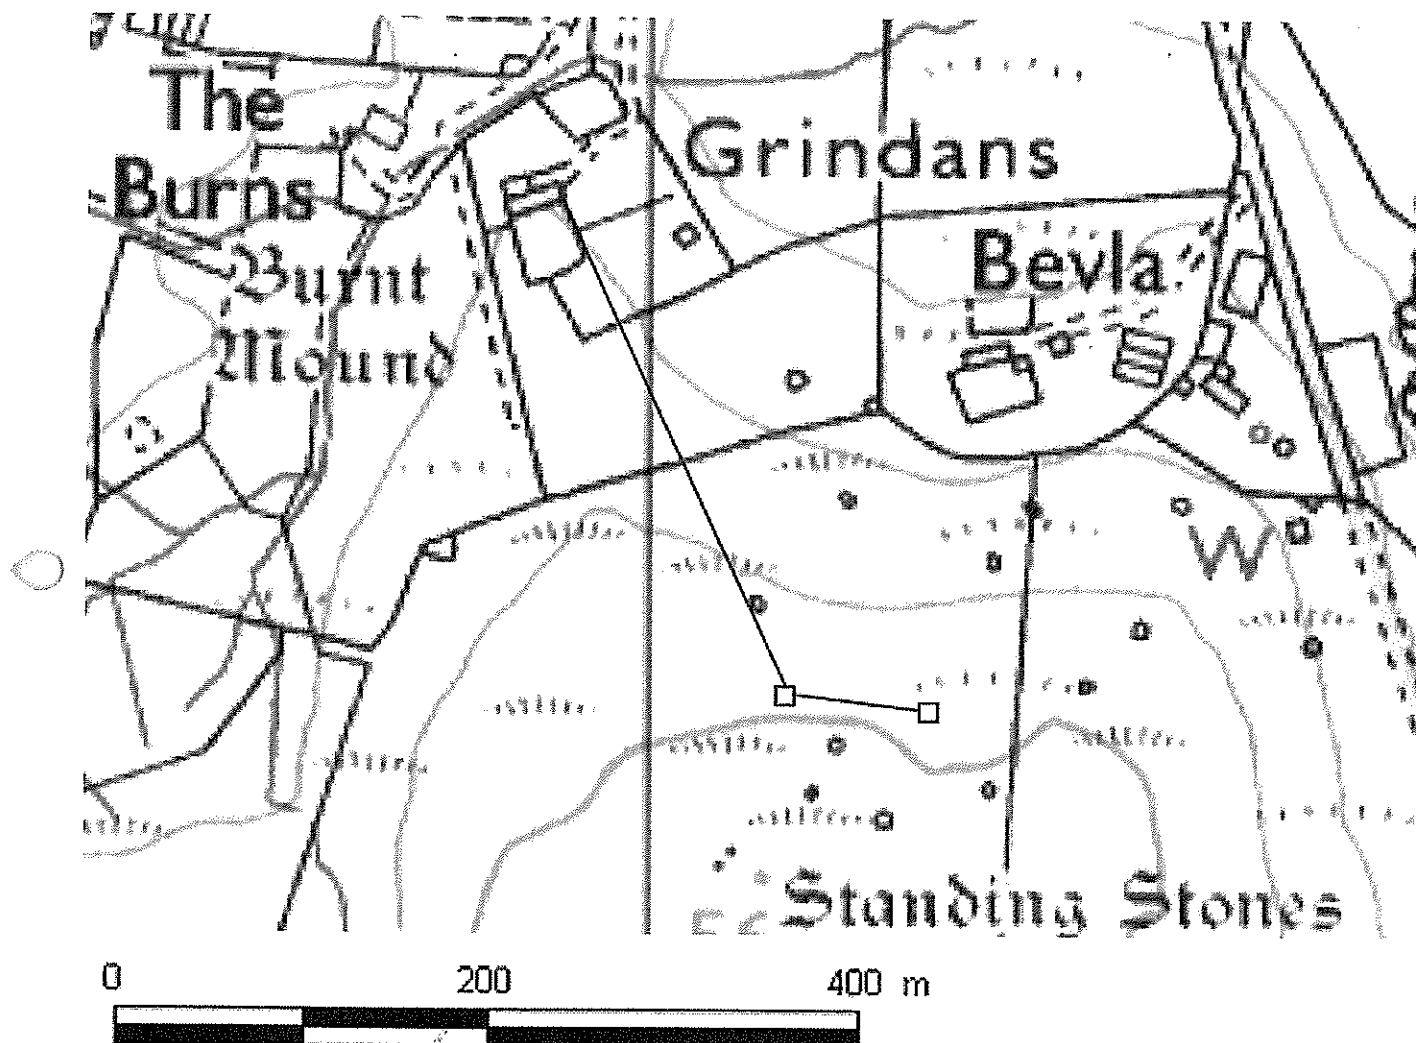 The
Burns
Grindans
Burnt
Mound
Bevla
W
Standing Stones
0 200 400 m